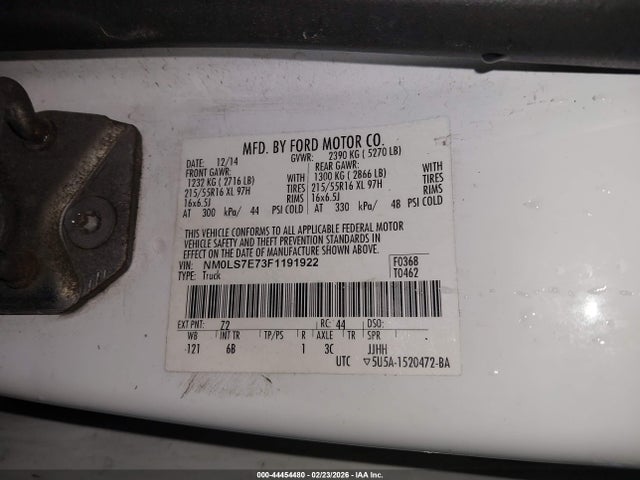 MFD. BY FORD MOTOR CO.
DATE: 12/14 GVWR: 2390 KG ( 5270 LB)
FRONT GAWR: REAR GAWR:
1232 KG ( 2716 LB) WITH 1300 KG ( 2866 LB) WITH
215/55R16 XL 97H TIRES 215/55R16 XL 97H TIRES
16x6.5J RIMS 16x6.5J RIMS
AT 300 kPa/ 44 PSI COLD AT 330 kPa/ 48 PSI COLD
THIS VEHICLE CONFORMS TO ALL APPLICABLE FEDERAL MOTOR
VEHICLE SAFETY AND THEFT PREVENTION STANDARDS IN
EFFECT ON THE DATE OF MANUFACTURE SHOWN ABOVE.
VIN: NM0LS7E73F1191922 F0368
TYPE: Truck T0462
EXT PNT: Z2 RC: 44 DSO:
WB INT TR TP/PS R AXLE TR SPR
121 6B 1 3C JJHH
UTC ▽5U5A-1520472-BA
000-44454480 - 02/23/2026 - IAA Inc.